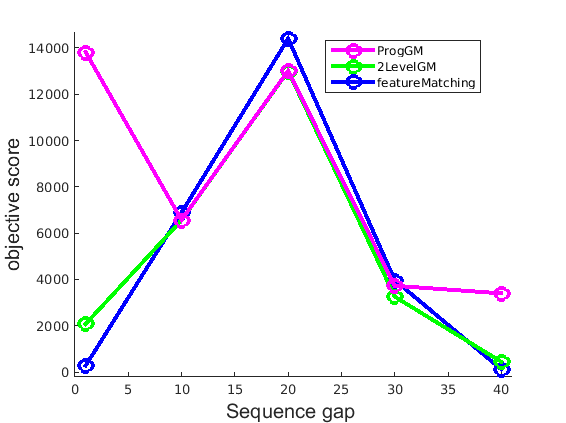 14000
12000
10000
8000
6000
4000
2000
0
objective score
0 5 10 15 20 25 30 35 40
Sequence gap
ProgGM
2LevelGM
featureMatching